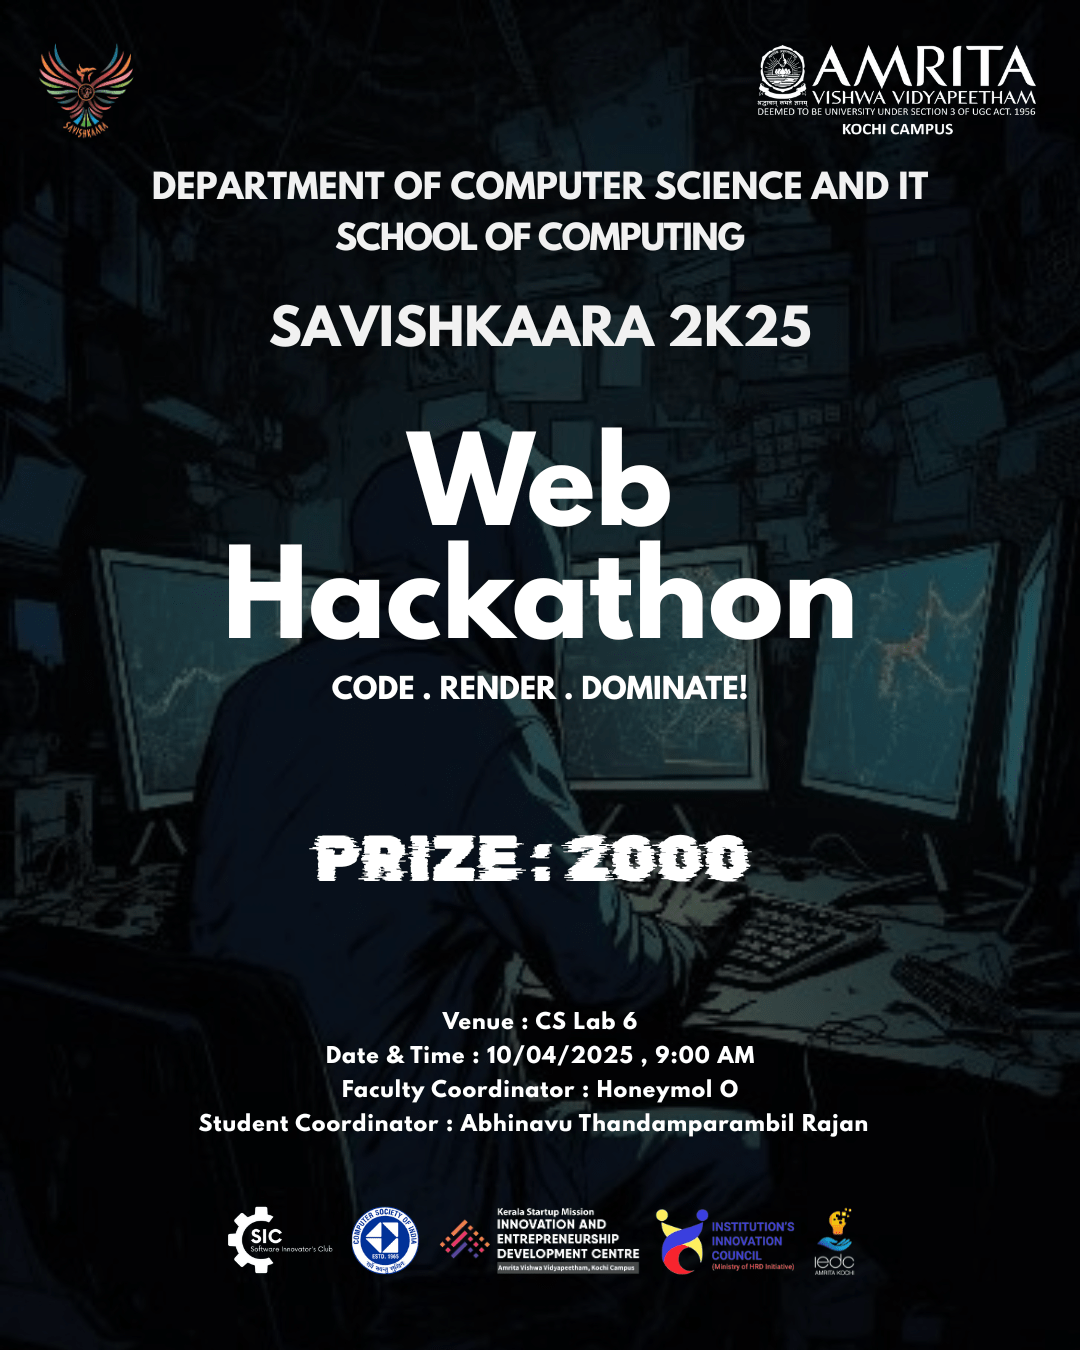 SAVISHKAARA
AMRITA
VISHWA VIDYAPEETHAM
DEEMED TO BE UNIVERSITY UNDER SECTION 3 OF UGC ACT. 1956
KOCHI CAMPUS
DEPARTMENT OF COMPUTER SCIENCE AND IT
SCHOOL OF COMPUTING
SAVISHKAARA 2K25
Web
Hackathon
CODE . RENDER . DOMINATE!
PRIZE : 2000
Venue : CS Lab 6
Date & Time : 10/04/2025 , 9:00 AM
Faculty Coordinator : Honeymol O
Student Coordinator : Abhinavu Thandamparambil Rajan
SIC
Software Innovator's Club
COMPUTER SOCIETY OF INDIA
ESTD. 1965
Kerala Startup Mission
INNOVATION AND
ENTREPRENEURSHIP
DEVELOPMENT CENTRE
Amrita Vishwa Vidyapeetham, Kochi Campus
INSTITUTION'S
INNOVATION
COUNCIL
(Ministry of HRD Initiative)
iedc
AMRITA KOCHI